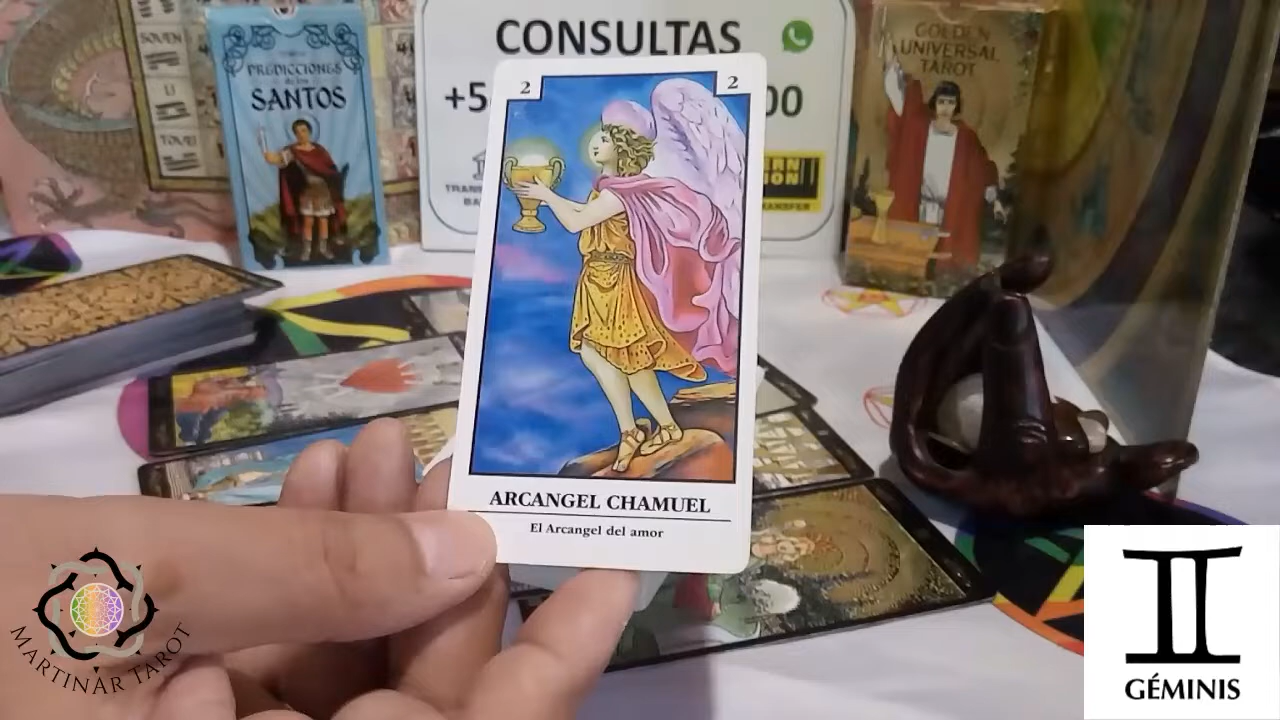 CONSULTAS
PREDICCIONES
SANTOS
GOLDEN
UNIVERSAL
TAROT
+5
00
2
2
ARCANGEL CHAMUEL
El Arcangel del amor
MARTINAR TAROT
GÉMINIS